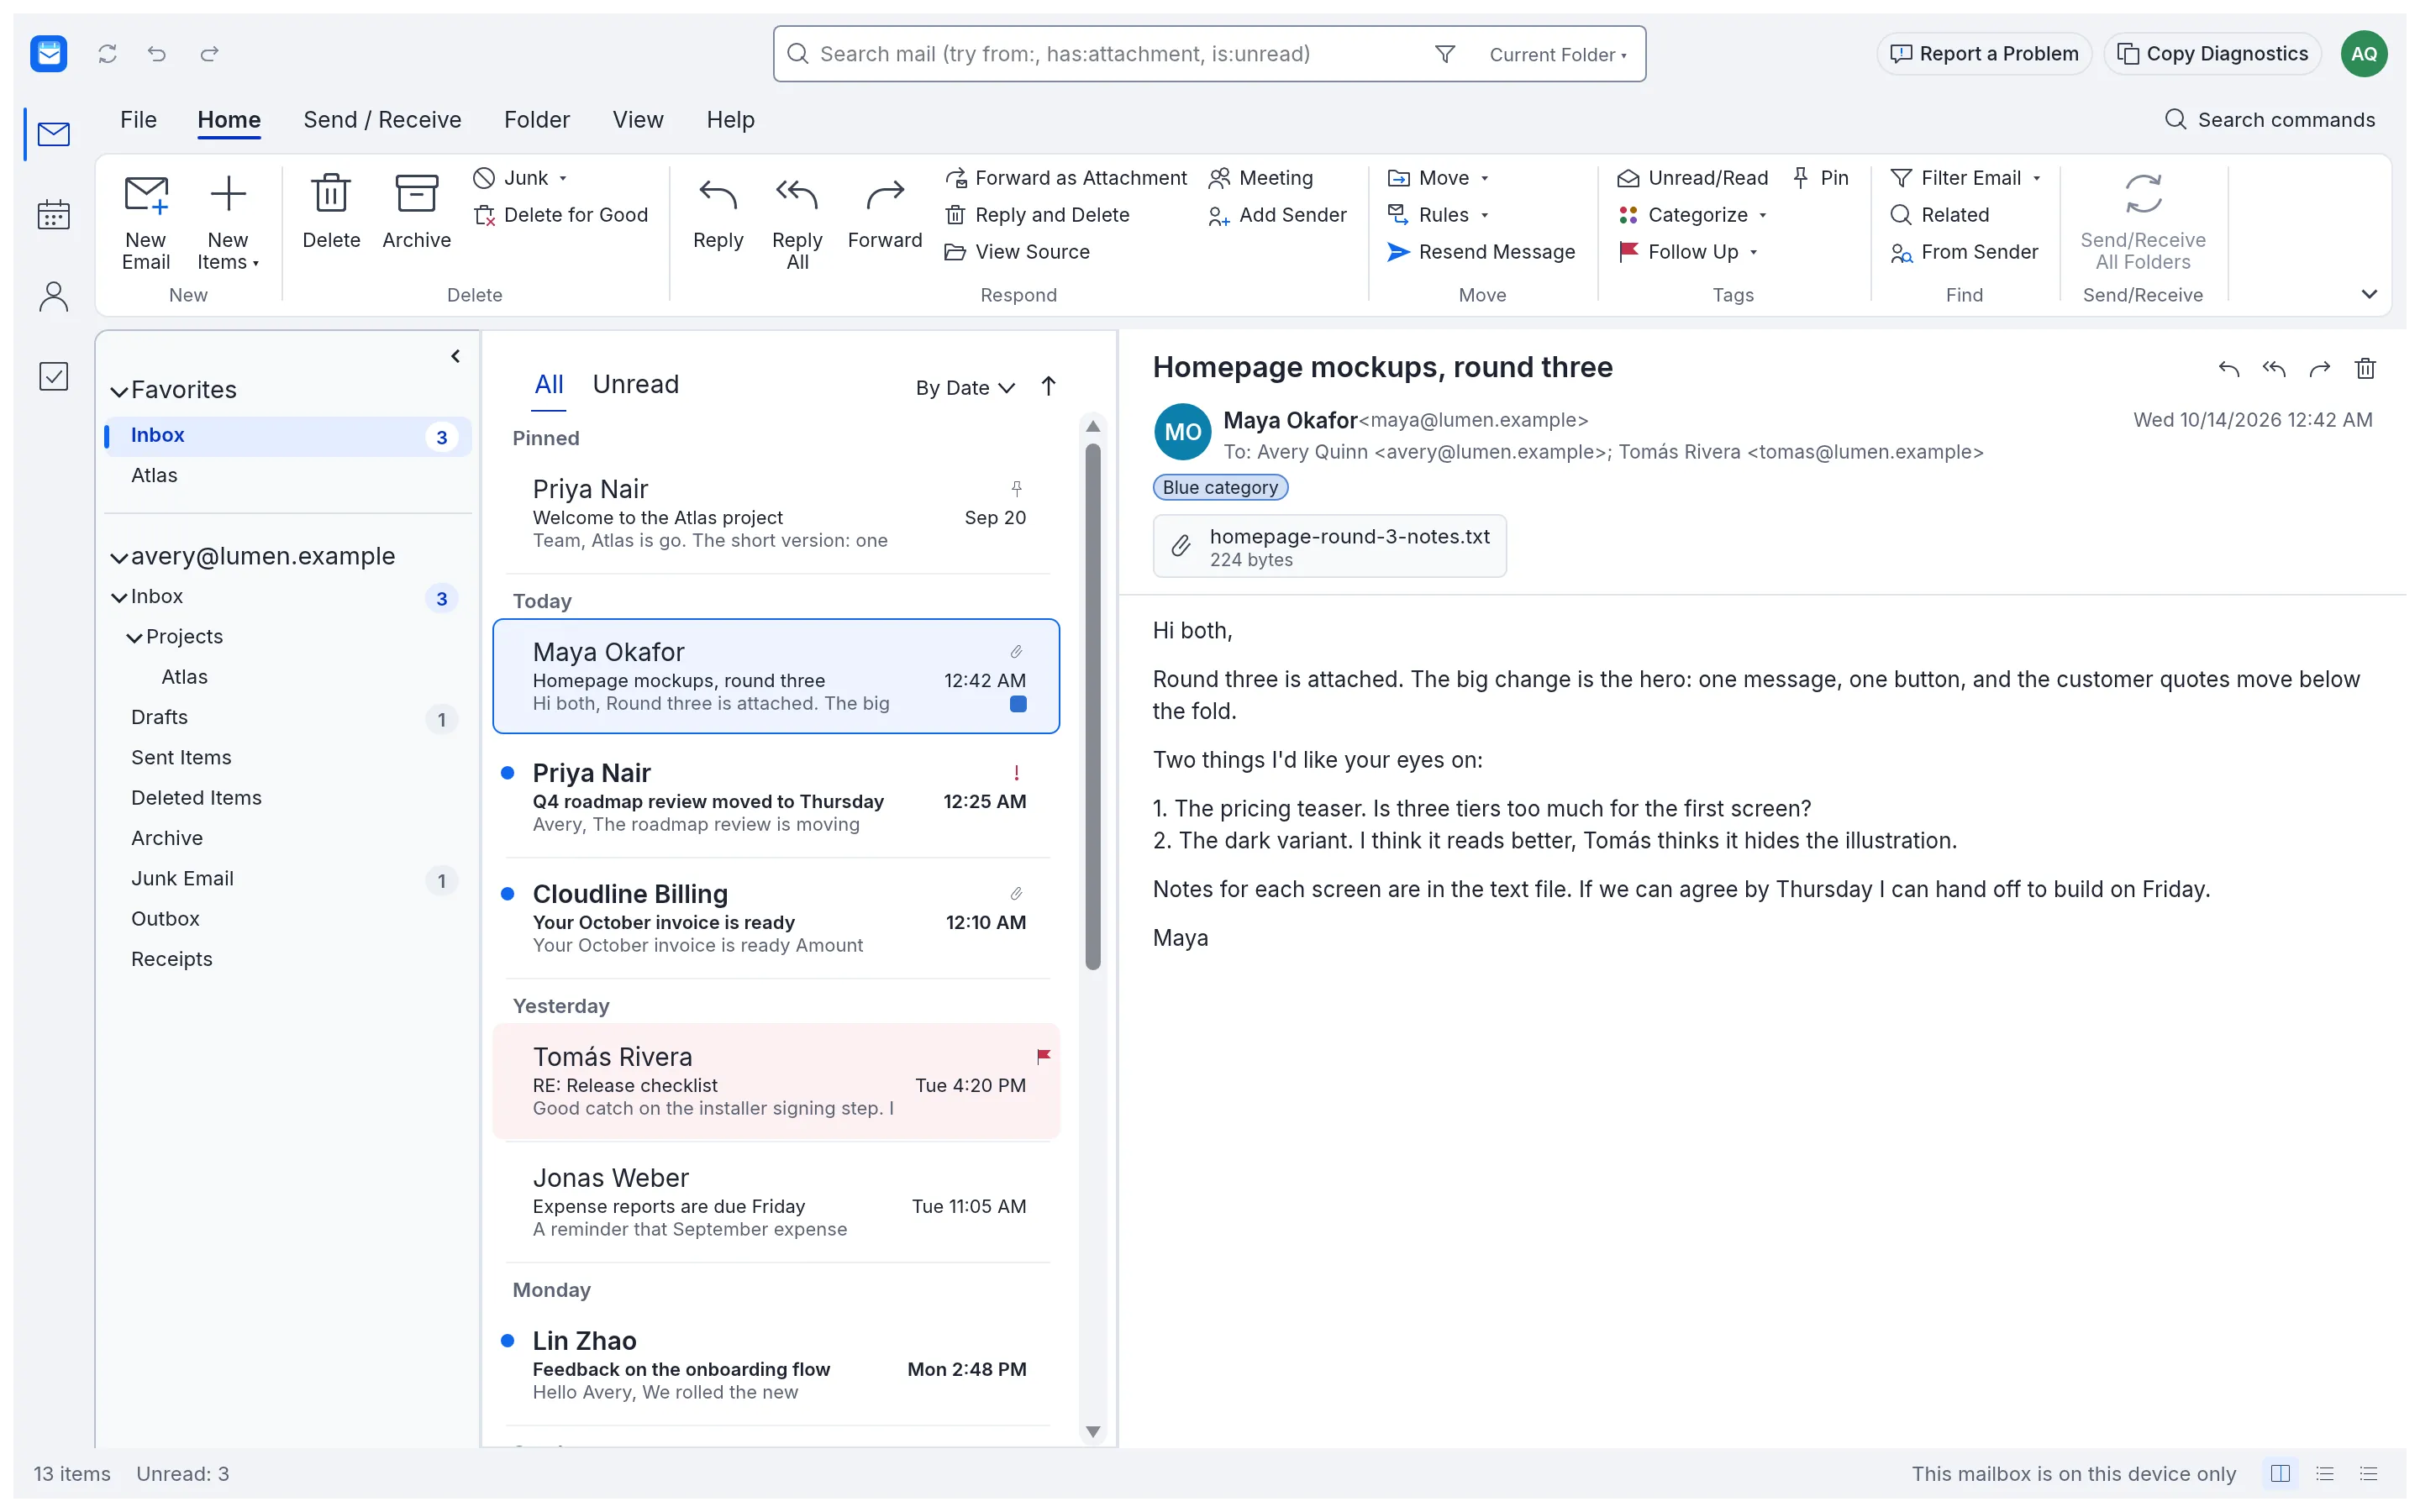 Search mail (try from:, has:attachment, is:unread)
Current Folder
Report a Problem
Copy Diagnostics
AQ
File
Home
Send / Receive
Folder
View
Help
Search commands
New Email
New Items
New
Delete
Archive
Junk
Delete for Good
Delete
Reply
Reply All
Forward
Forward as Attachment
Reply and Delete
View Source
Meeting
Add Sender
Respond
Move
Rules
Resend Message
Move
Unread/Read
Pin
Categorize
Follow Up
Tags
Filter Email
Related
From Sender
Find
Send/Receive All Folders
Send/Receive
Favorites
Inbox 3
Atlas
avery@lumen.example
Inbox 3
Projects
Atlas
Drafts 1
Sent Items
Deleted Items
Archive
Junk Email 1
Outbox
Receipts
All
Unread
By Date
Pinned
Priya Nair
Welcome to the Atlas project Sep 20
Team, Atlas is go. The short version: one
Today
Maya Okafor
Homepage mockups, round three 12:42 AM
Hi both, Round three is attached. The big
Priya Nair
Q4 roadmap review moved to Thursday 12:25 AM
Avery, The roadmap review is moving
Cloudline Billing
Your October invoice is ready 12:10 AM
Your October invoice is ready Amount
Yesterday
Tomás Rivera
RE: Release checklist Tue 4:20 PM
Good catch on the installer signing step. I
Jonas Weber
Expense reports are due Friday Tue 11:05 AM
A reminder that September expense
Monday
Lin Zhao
Feedback on the onboarding flow Mon 2:48 PM
Hello Avery, We rolled the new
Homepage mockups, round three
MO
Maya Okafor<maya@lumen.example>
Wed 10/14/2026 12:42 AM
To: Avery Quinn <avery@lumen.example>; Tomás Rivera <tomas@lumen.example>
Blue category
homepage-round-3-notes.txt
224 bytes
Hi both,
Round three is attached. The big change is the hero: one message, one button, and the customer quotes move below
the fold.
Two things I'd like your eyes on:
1. The pricing teaser. Is three tiers too much for the first screen?
2. The dark variant. I think it reads better, Tomás thinks it hides the illustration.
Notes for each screen are in the text file. If we can agree by Thursday I can hand off to build on Friday.
Maya
13 items
Unread: 3
This mailbox is on this device only